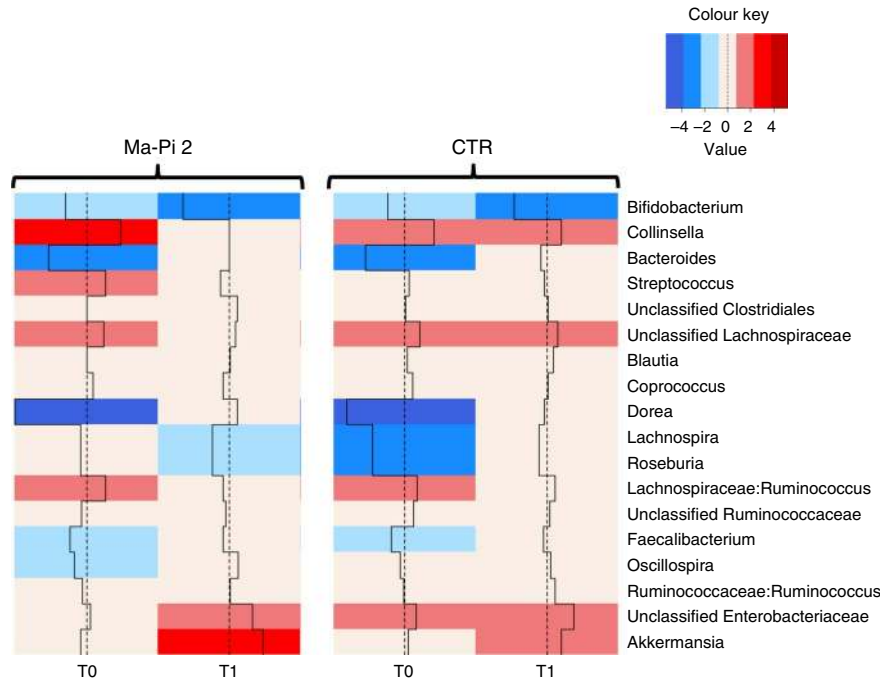 Colour key
−4 −2 0 2 4
Value
Ma-Pi 2 CTR
Bifidobacterium
Collinsella
Bacteroides
Streptococcus
Unclassified Clostridiales
Unclassified Lachnospiraceae
Blautia
Coprococcus
Dorea
Lachnospira
Roseburia
Lachnospiraceae:Ruminococcus
Unclassified Ruminococcaceae
Faecalibacterium
Oscillospira
Ruminococcaceae:Ruminococcus
Unclassified Enterobacteriaceae
Akkermansia
T0 T1 T0 T1